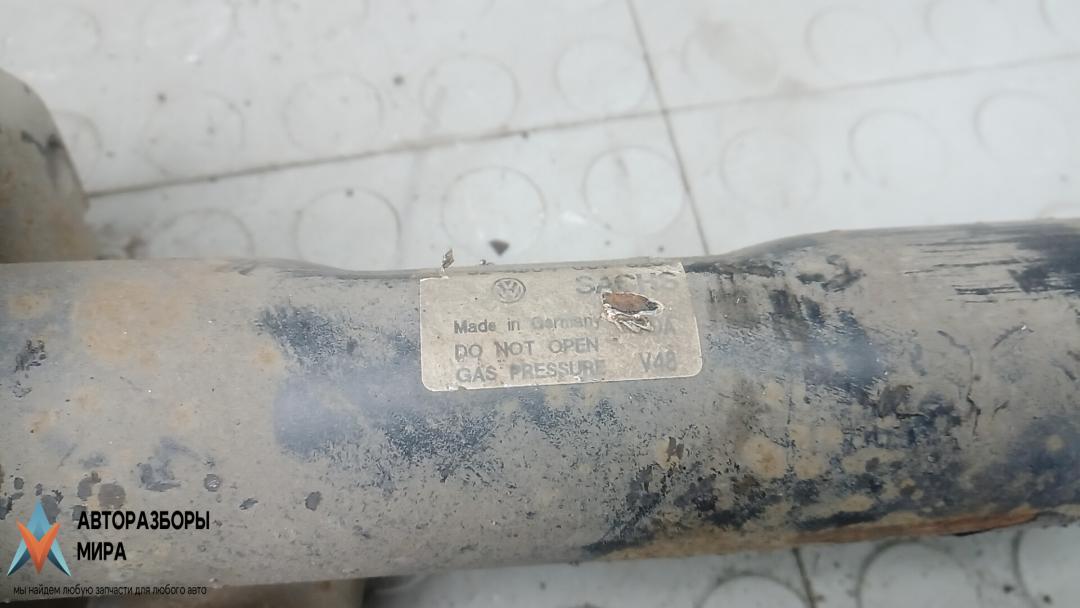 SACHS
Made in Germany
DO NOT OPEN
GAS PRESSURE V48
АВТОРАЗБОРЫ
МИРА
мы найдем любую запчасти для любого авто